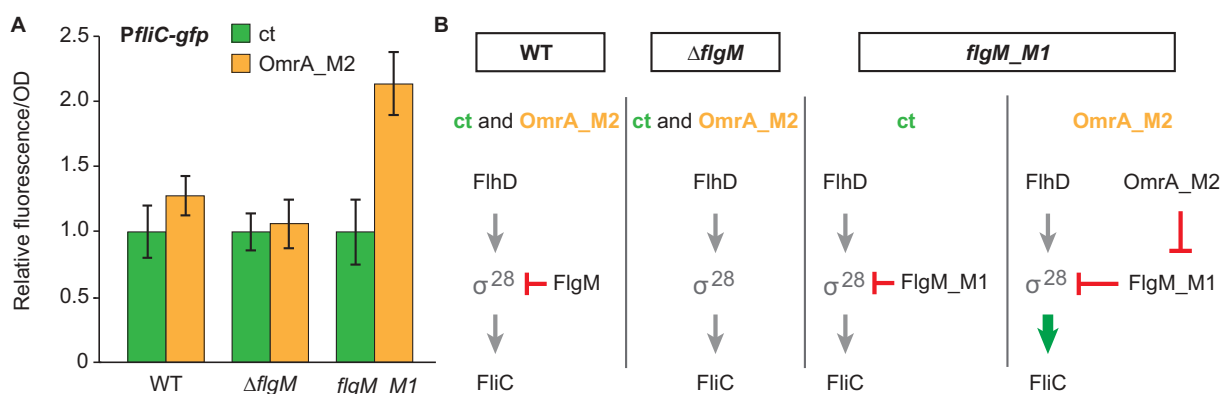 A
PfliC-gfp
ct
OmrA_M2
Relative fluorescence/OD
2.5
2.0
1.5
1.0
0.5
0
WT
ΔflgM
flgM_M1
B
WT
ΔflgM
flgM_M1
ct and OmrA_M2
ct and OmrA_M2
ct
OmrA_M2
FlhD
FlhD
FlhD
FlhD
OmrA_M2
σ28
FlgM
σ28
σ28
FlgM_M1
σ28
FlgM_M1
FliC
FliC
FliC
FliC